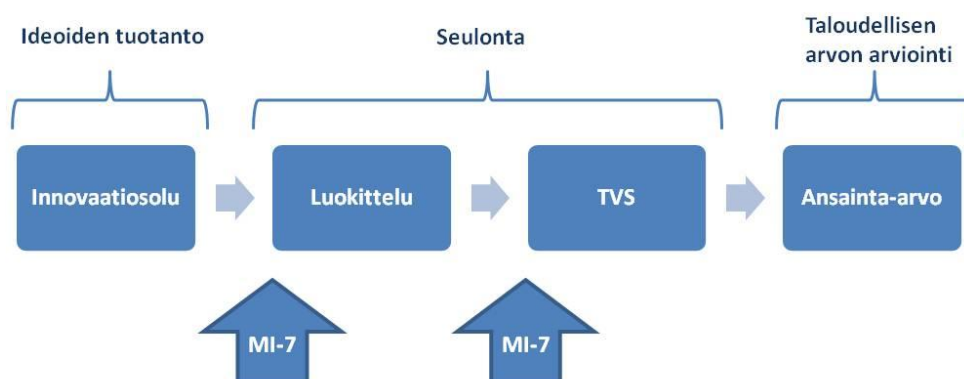 Ideoiden tuotanto
Seulonta
Taloudellisen
arvon arviointi
Innovaatiosolu
Luokittelu
TVS
Ansainta-arvo
MI-7
MI-7